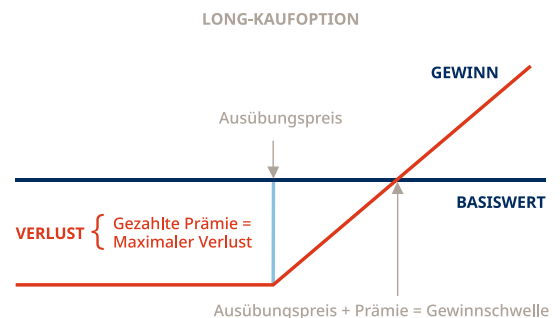 LONG-KAUFOPTION
GEWINN
Ausübungspreis
BASISWERT
VERLUST { Gezahlte Prämie =
Maximaler Verlust
Ausübungspreis + Prämie = Gewinnschwelle